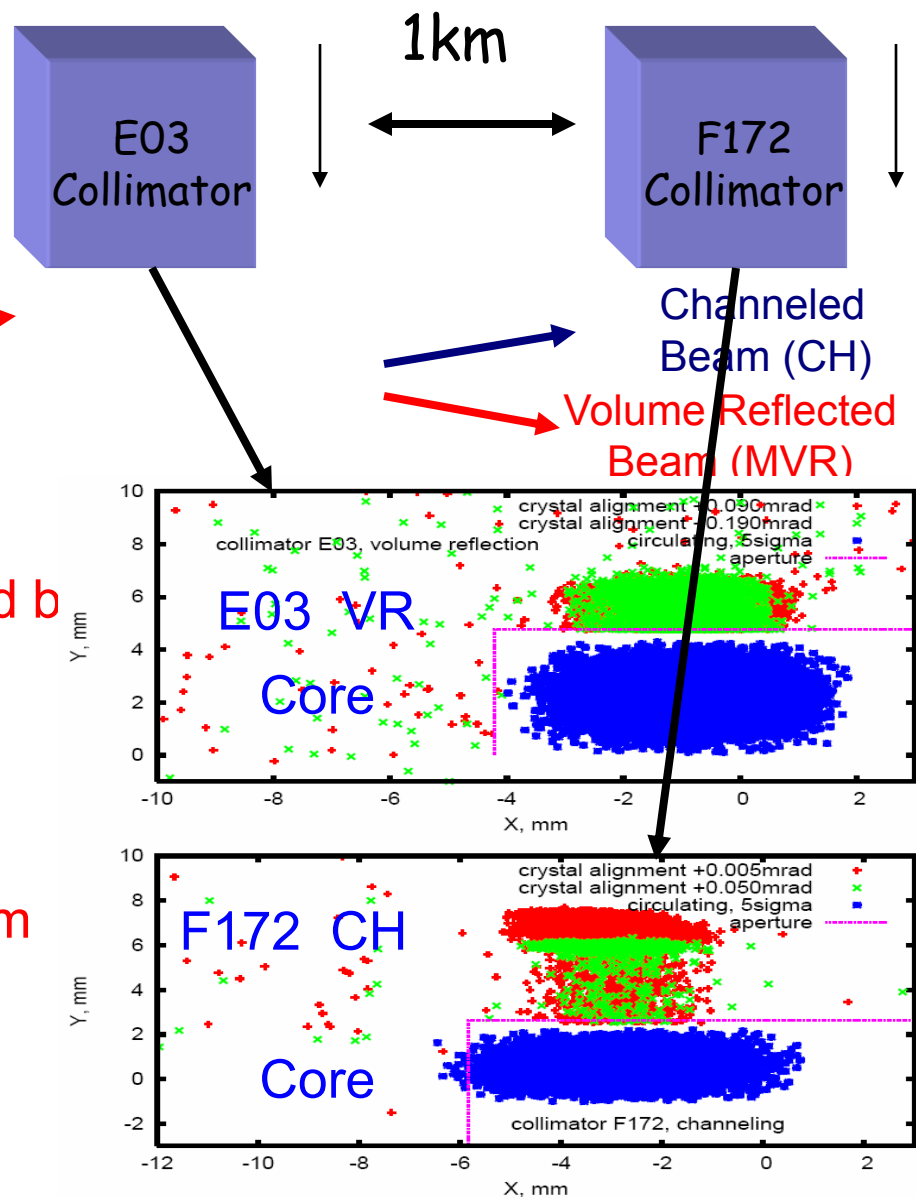 1km
E03
Collimator
F172
Collimator
Channeled
Beam (CH)
Volume Reflected
Beam (MVR)
d b
m
10
8
6
4
2
0
Y, mm
crystal alignment +0.090mrad
crystal alignment +0.190mrad
circulating, 5sigma
aperture
collimator E03, volume reflection
E03 VR
Core
-10
-8
-6
-4
-2
0
2
X, mm
10
8
6
4
2
0
-2
Y, mm
crystal alignment +0.005mrad
crystal alignment +0.050mrad
circulating, 5sigma
aperture
F172 CH
Core
collimator F172, channeling
-12
-10
-8
-6
-4
-2
0
2
X, mm